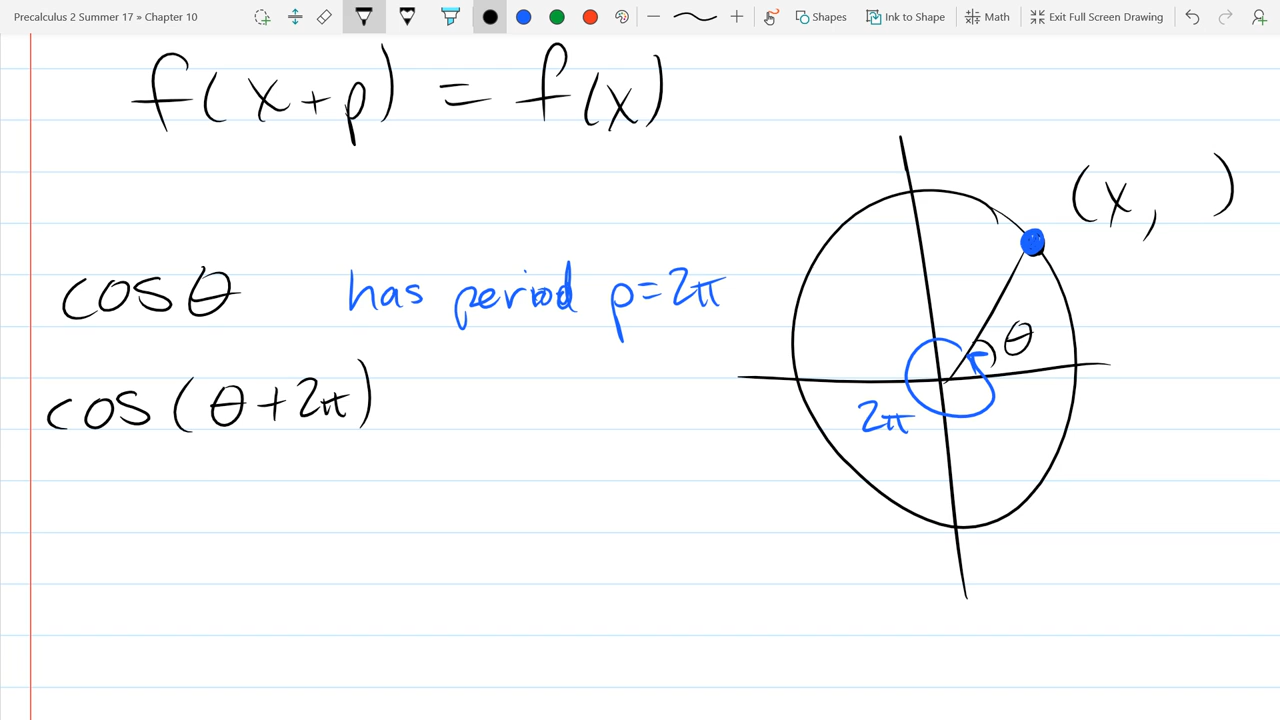 Precalculus 2 Summer 17 » Chapter 10
Shapes
Ink to Shape
Math
Exit Full Screen Drawing
f(x+p) = f(x)
(x, )
cosθ has period p=2π
θ
cos(θ+2π)
2π